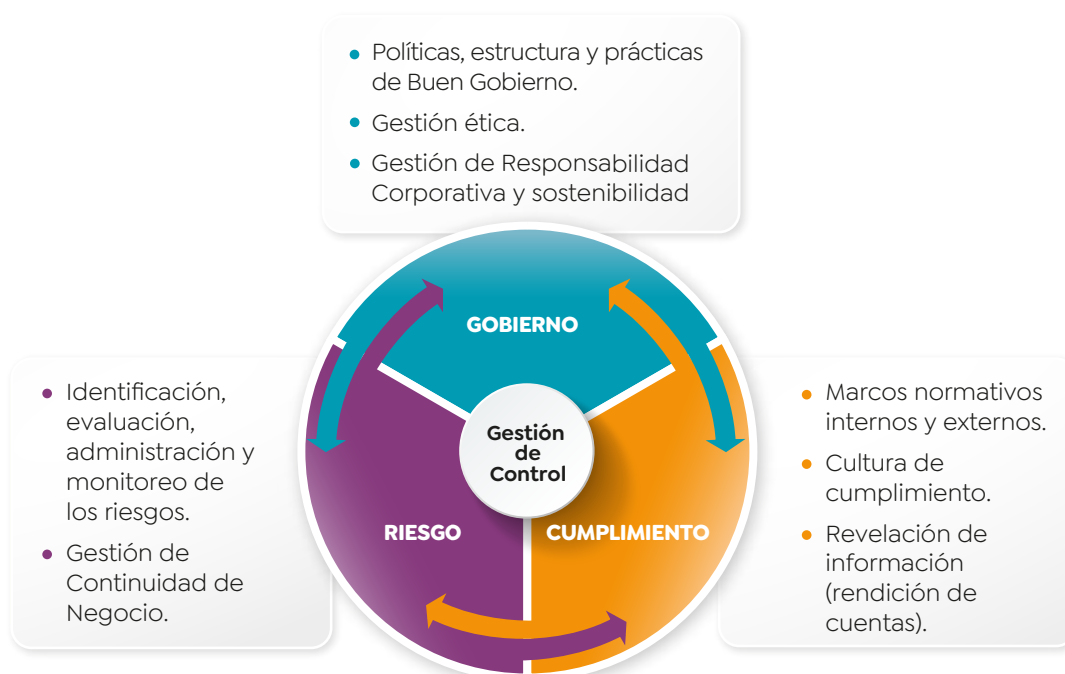 • Políticas, estructura y prácticas
de Buen Gobierno.
• Gestión ética.
• Gestión de Responsabilidad
Corporativa y sostenibilidad
GOBIERNO
• Identificación,
evaluación,
administración y
monitoreo de
los riesgos.
• Gestión de
Continuidad de
Negocio.
Gestión
de
Control
RIESGO
CUMPLIMIENTO
• Marcos normativos
internos y externos.
• Cultura de
cumplimiento.
• Revelación de
información
(rendición de
cuentas).